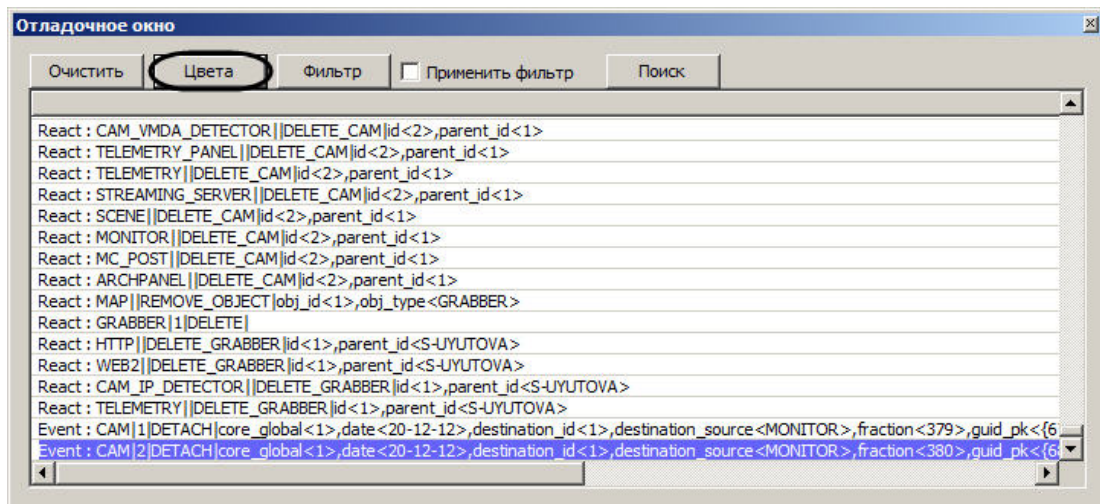 Отладочное окно
Очистить Цвета Фильтр Применить фильтр Поиск
React : CAM_VMDA_DETECTOR||DELETE_CAM|id<2>,parent_id<1>
React : TELEMETRY_PANEL||DELETE_CAM|id<2>,parent_id<1>
React : TELEMETRY||DELETE_CAM|id<2>,parent_id<1>
React : STREAMING_SERVER||DELETE_CAM|id<2>,parent_id<1>
React : SCENE||DELETE_CAM|id<2>,parent_id<1>
React : MONITOR||DELETE_CAM|id<2>,parent_id<1>
React : MC_POST||DELETE_CAM|id<2>,parent_id<1>
React : ARCHPANEL||DELETE_CAM|id<2>,parent_id<1>
React : MAP||REMOVE_OBJECT|obj_id<1>,obj_type<GRABBER>
React : GRABBER|1|DELETE|
React : HTTP||DELETE_GRABBER|id<1>,parent_id<S-UYUTOVA>
React : WEB2||DELETE_GRABBER|id<1>,parent_id<S-UYUTOVA>
React : CAM_IP_DETECTOR||DELETE_GRABBER|id<1>,parent_id<S-UYUTOVA>
React : TELEMETRY||DELETE_GRABBER|id<1>,parent_id<S-UYUTOVA>
Event : CAM|1|DETACH|core_global<1>,date<20-12-12>,destination_id<1>,destination_source<MONITOR>,fraction<379>,guid_pk<{6
Event : CAM|2|DETACH|core_global<1>,date<20-12-12>,destination_id<1>,destination_source<MONITOR>,fraction<380>,guid_pk<{6